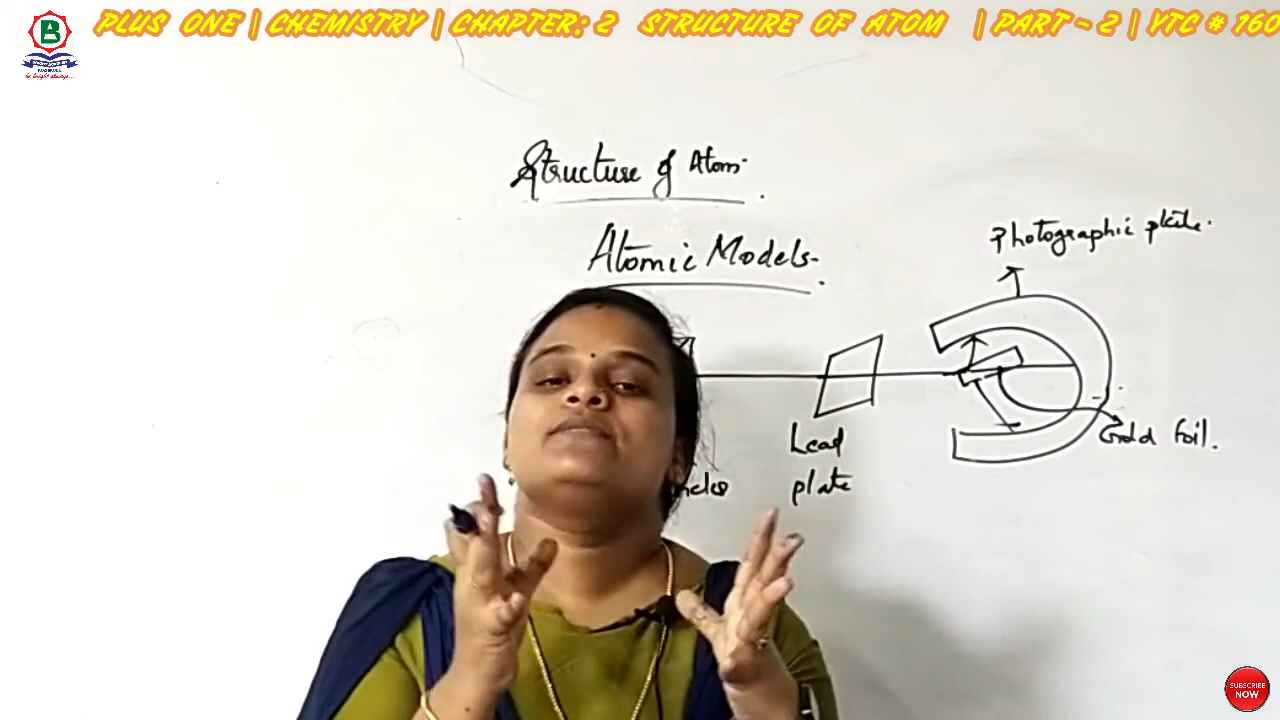 PLUS ONE | CHEMISTRY | CHAPTER: 2 STRUCTURE OF ATOM | PART - 2 | YTC # 160
B
Structure of Atom.
Atomic Models.
Photographic plate.
Gold foil.
Lead
plate
SUBSCRIBE
NOW